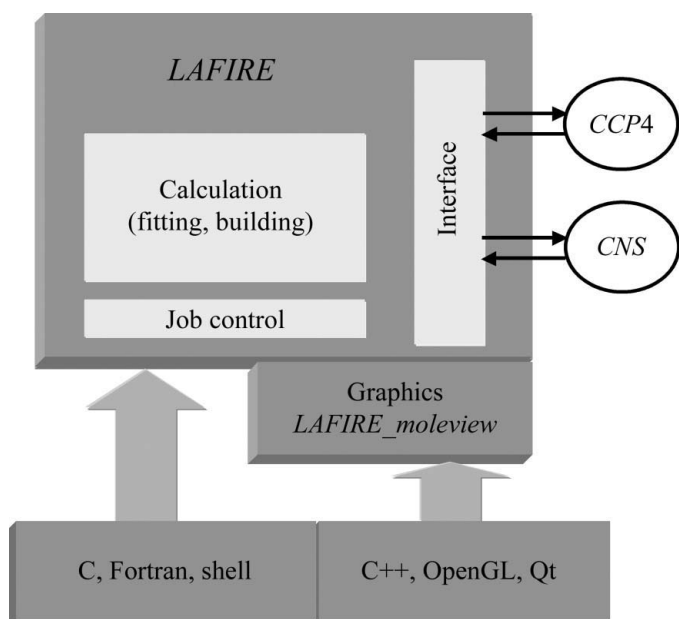 LAFIRE
Calculation
(fitting, building)
Job control
Interface
CCP4
CNS
Graphics
LAFIRE_moleview
C, Fortran, shell
C++, OpenGL, Qt